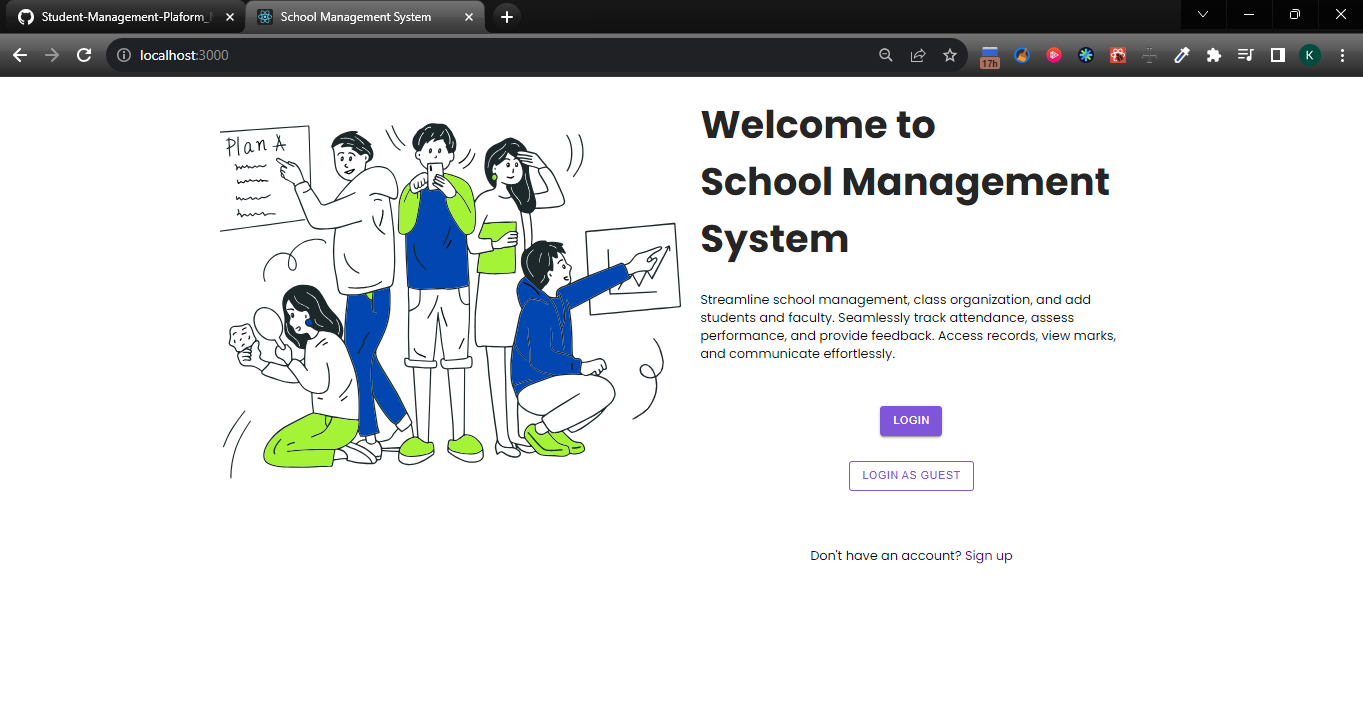 Student-Management-Plaform_
School Management System
localhost:3000
17h
K
Plan A
Welcome to
School Management
System
Streamline school management, class organization, and add
students and faculty. Seamlessly track attendance, assess
performance, and provide feedback. Access records, view marks,
and communicate effortlessly.
LOGIN
LOGIN AS GUEST
Don't have an account? Sign up